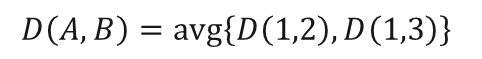 D(A, B) = avg{D(1,2), D(1,3)}